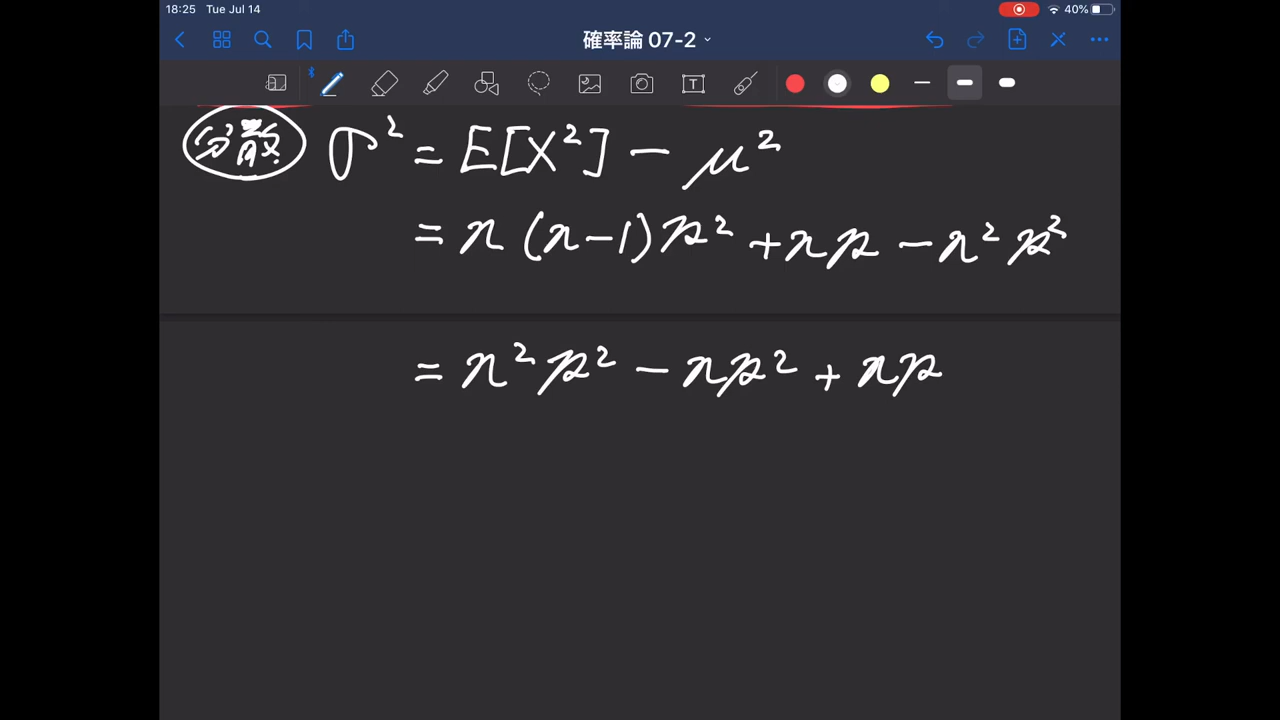 18:25 Tue Jul 14 40%
確率論 07-2
T
分散 σ² = E[X²] − μ²
= n(n−1)p² + np − n²p²
= n²p² − np² + np